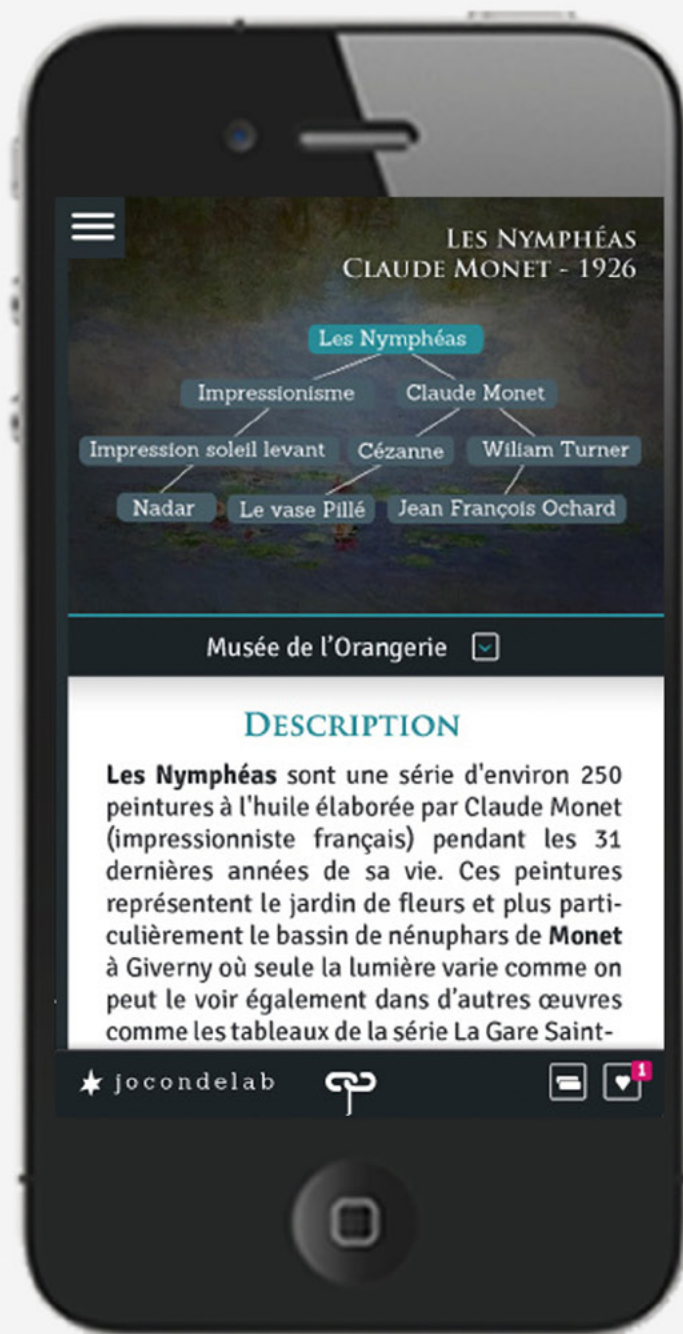 LES NYMPHÉAS
CLAUDE MONET - 1926
Les Nymphéas
Impressionisme Claude Monet
Impression soleil levant Cézanne Wiliam Turner
Nadar Le vase Pillé Jean François Ochard
Musée de l'Orangerie
DESCRIPTION
Les Nymphéas sont une série d'environ 250
peintures à l'huile élaborée par Claude Monet
(impressionniste français) pendant les 31
dernières années de sa vie. Ces peintures
représentent le jardin de fleurs et plus parti-
culièrement le bassin de nénuphars de Monet
à Giverny où seule la lumière varie comme on
peut le voir également dans d'autres œuvres
comme les tableaux de la série La Gare Saint-
jocondelab 1